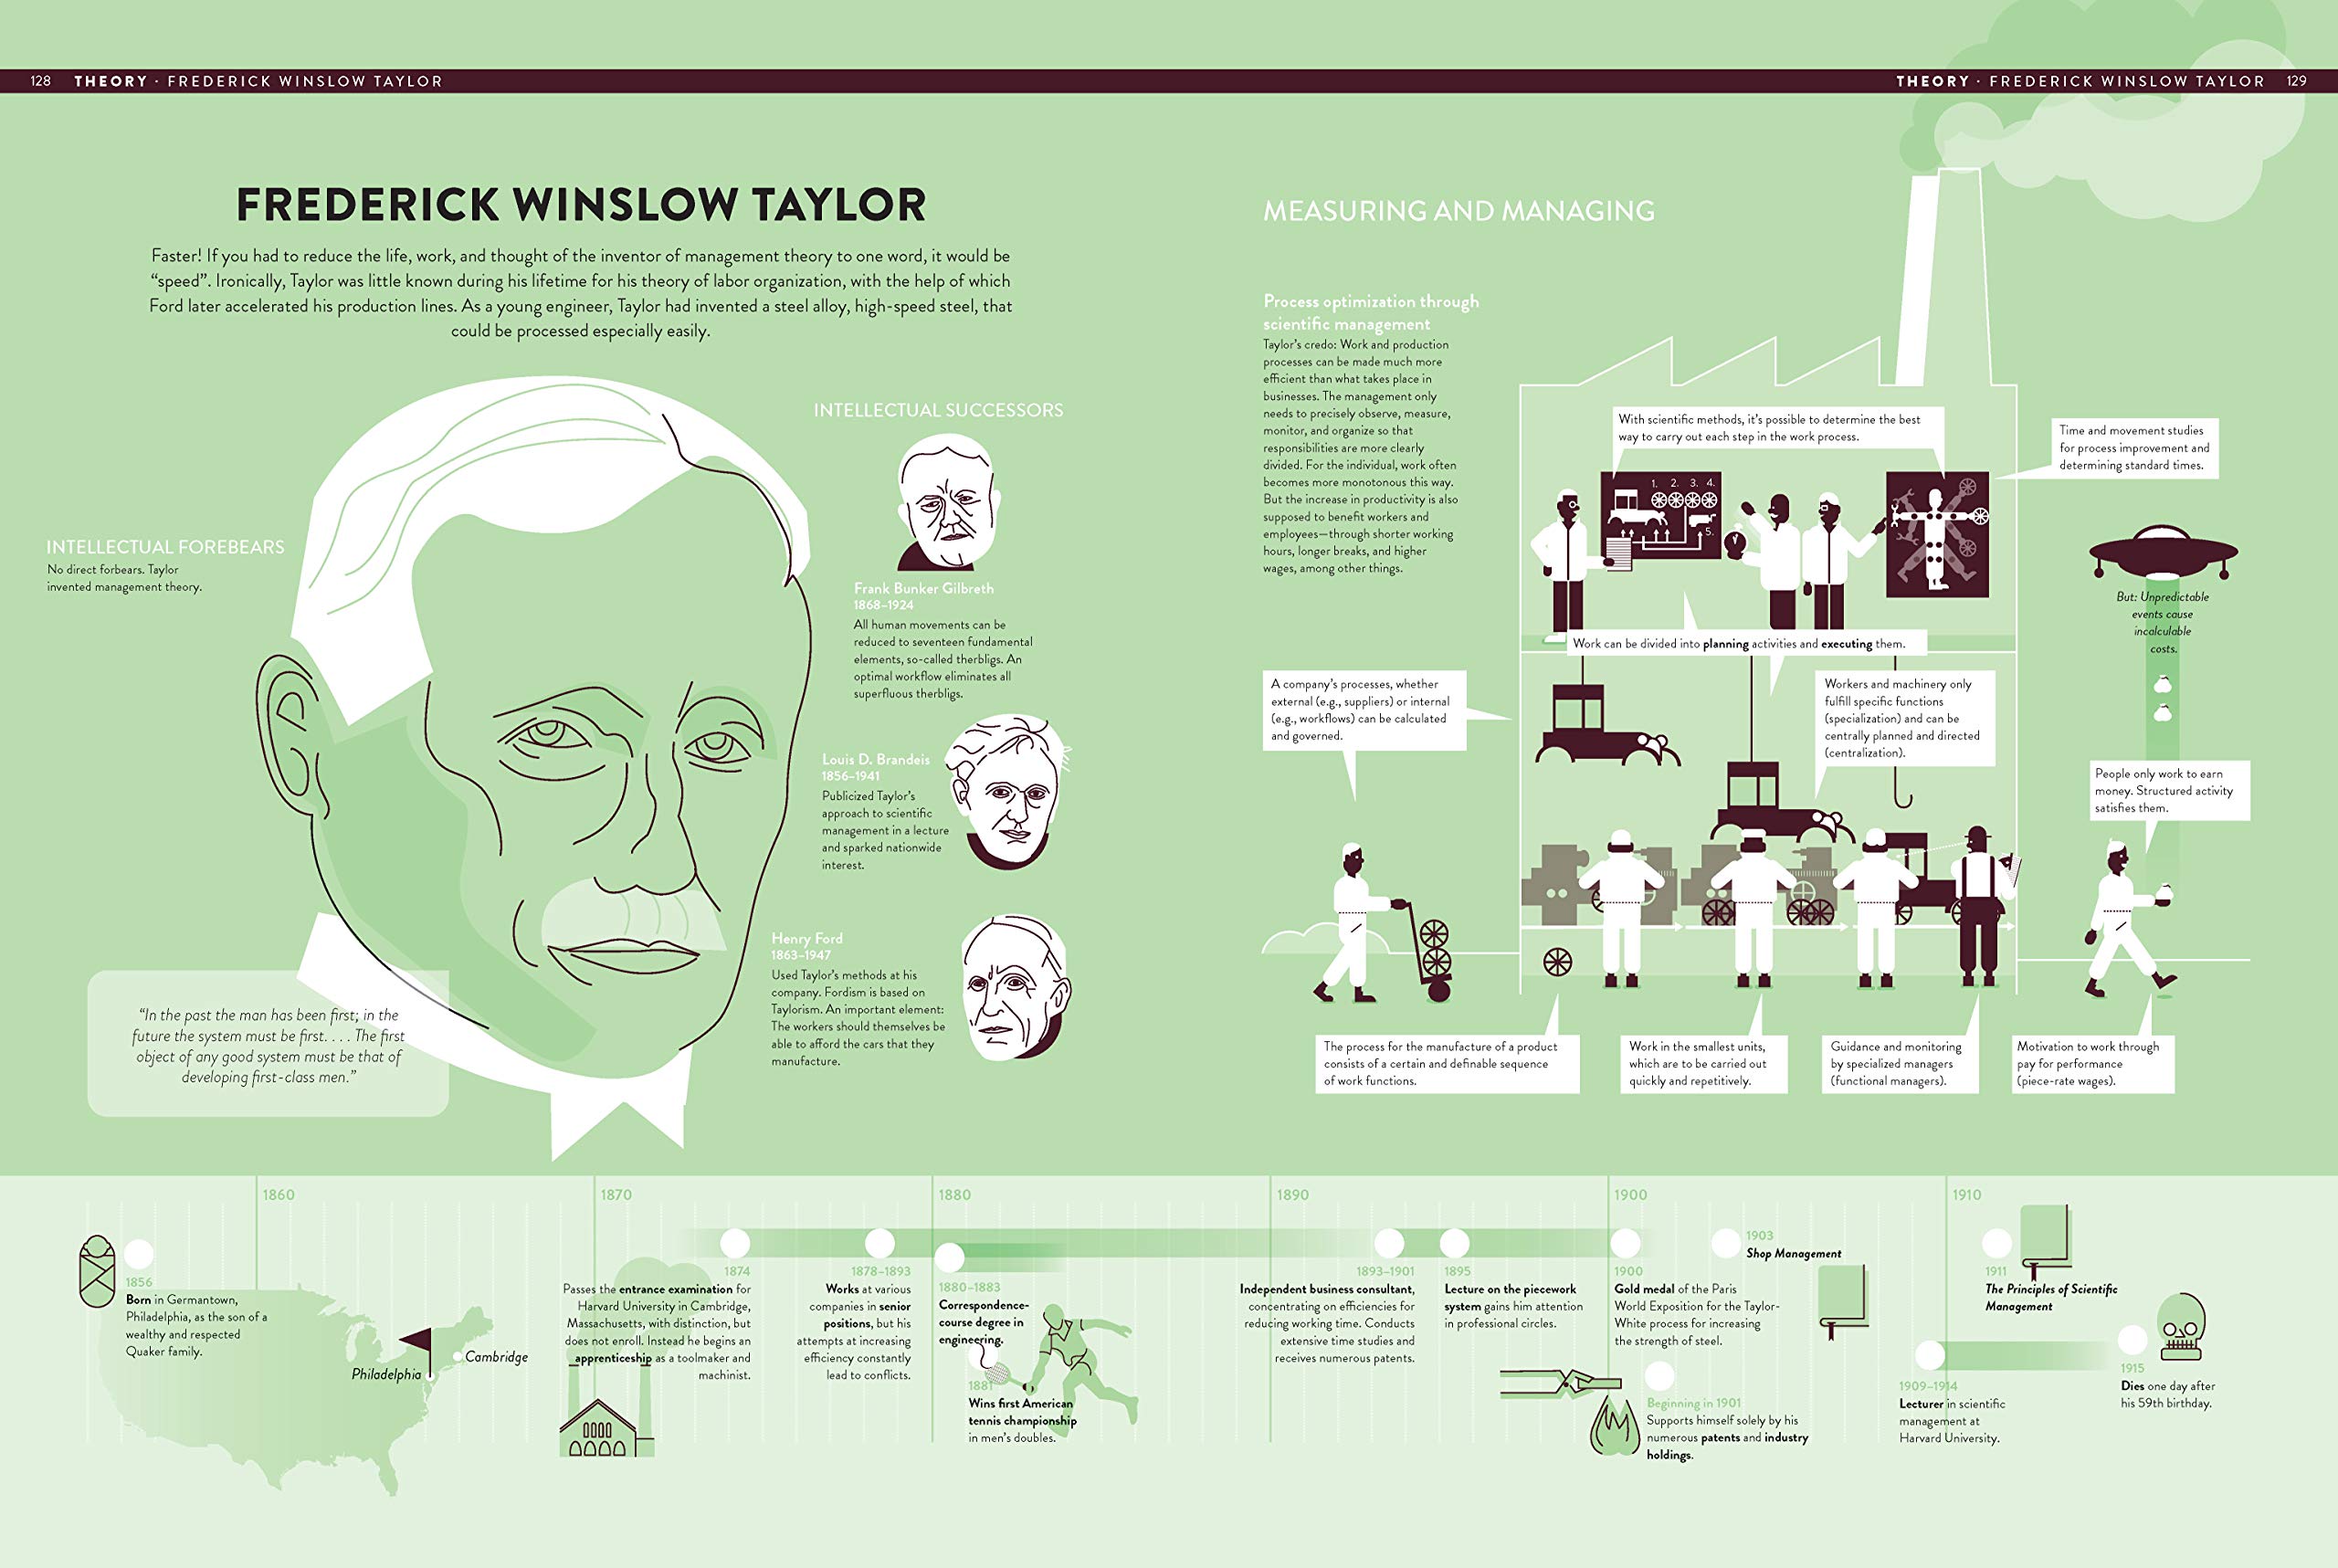 128 THEORY · FREDERICK WINSLOW TAYLOR
THEORY · FREDERICK WINSLOW TAYLOR 129
FREDERICK WINSLOW TAYLOR
Faster! If you had to reduce the life, work, and thought of the inventor of management theory to one word, it would be
“speed”. Ironically, Taylor was little known during his lifetime for his theory of labor organization, with the help of which
Ford later accelerated his production lines. As a young engineer, Taylor had invented a steel alloy, high-speed steel, that
could be processed especially easily.
INTELLECTUAL FOREBEARS
No direct forbears. Taylor
invented management theory.
INTELLECTUAL SUCCESSORS
Frank Bunker Gilbreth
1868–1924
All human movements can be
reduced to seventeen fundamental
elements, so-called therbligs. An
optimal workflow eliminates all
superfluous therbligs.
Louis D. Brandeis
1856–1941
Publicized Taylor’s
approach to scientific
management in a lecture
and sparked nationwide
interest.
Henry Ford
1863–1947
Used Taylor’s methods at his
company. Fordism is based on
Taylorism. An important element:
The workers should themselves be
able to afford the cars that they
manufacture.
“In the past the man has been first; in the
future the system must be first. . . . The first
object of any good system must be that of
developing first-class men.”
MEASURING AND MANAGING
Process optimization through
scientific management
Taylor’s credo: Work and production
processes can be made much more
efficient than what takes place in
businesses. The management only
needs to precisely observe, measure,
monitor, and organize so that
responsibilities are more clearly
divided. For the individual, work often
becomes more monotonous this way.
But the increase in productivity is also
supposed to benefit workers and
employees—through shorter working
hours, longer breaks, and higher
wages, among other things.
With scientific methods, it’s possible to determine the best
way to carry out each step in the work process.
1. 2. 3. 4.
5.
Time and movement studies
for process improvement and
determining standard times.
But: Unpredictable
events cause
incalculable
costs.
Work can be divided into planning activities and executing them.
A company’s processes, whether
external (e.g., suppliers) or internal
(e.g., workflows) can be calculated
and governed.
Workers and machinery only
fulfill specific functions
(specialization) and can be
centrally planned and directed
(centralization).
People only work to earn
money. Structured activity
satisfies them.
The process for the manufacture of a product
consists of a certain and definable sequence
of work functions.
Work in the smallest units,
which are to be carried out
quickly and repetitively.
Guidance and monitoring
by specialized managers
(functional managers).
Motivation to work through
pay for performance
(piece-rate wages).
1860
1870
1880
1890
1900
1910
1856
Born in Germantown,
Philadelphia, as the son of a
wealthy and respected
Quaker family.
Philadelphia
Cambridge
1874
Passes the entrance examination for
Harvard University in Cambridge,
Massachusetts, with distinction, but
does not enroll. Instead he begins an
apprenticeship as a toolmaker and
machinist.
1878–1893
Works at various
companies in senior
positions, but his
attempts at increasing
efficiency constantly
lead to conflicts.
1880–1883
Correspondence-
course degree in
engineering.
1881
Wins first American
tennis championship
in men’s doubles.
1893–1901
Independent business consultant,
concentrating on efficiencies for
reducing working time. Conducts
extensive time studies and
receives numerous patents.
1895
Lecture on the piecework
system gains him attention
in professional circles.
1900
Gold medal of the Paris
World Exposition for the Taylor-
White process for increasing
the strength of steel.
Beginning in 1901
Supports himself solely by his
numerous patents and industry
holdings.
1903
Shop Management
1909–1914
Lecturer in scientific
management at
Harvard University.
1911
The Principles of Scientific
Management
1915
Dies one day after
his 59th birthday.